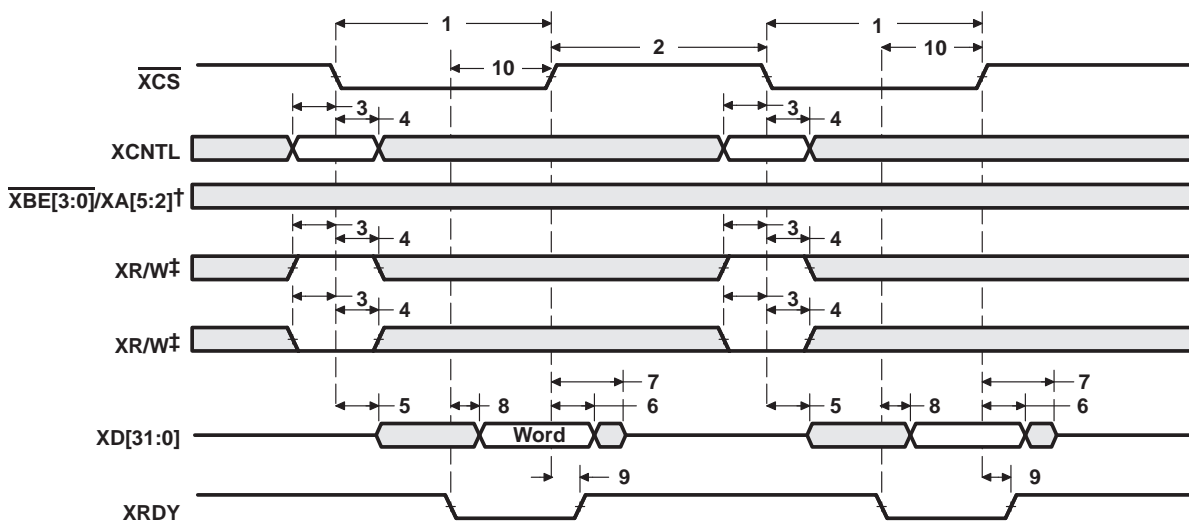 1 1
10 2 10
XCS
3 3
4 4
XCNTL
XBE[3:0]/XA[5:2]†
3 3
4 4
XR/W‡
3 3
4 4
XR/W‡
7 7
5 8 6 5 8 6
XD[31:0] Word
9 9
XRDY